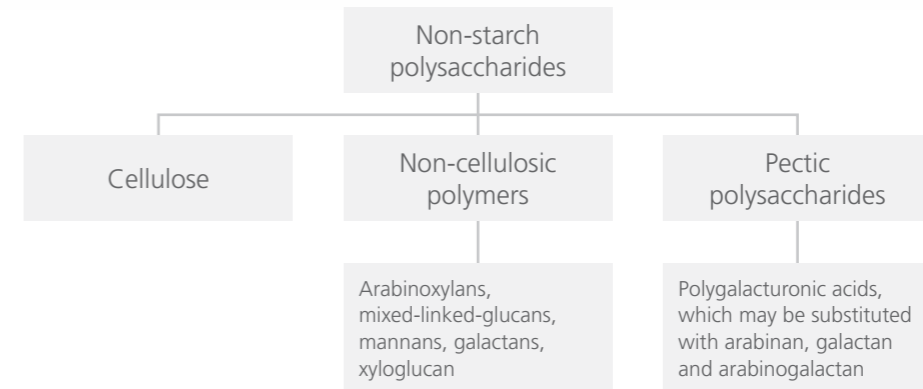 Non-starch
polysaccharides
Cellulose
Non-cellulosic
polymers
Pectic
polysaccharides
Arabinoxylans,
mixed-linked-glucans,
mannans, galactans,
xyloglucan
Polygalacturonic acids,
which may be substituted
with arabinan, galactan
and arabinogalactan